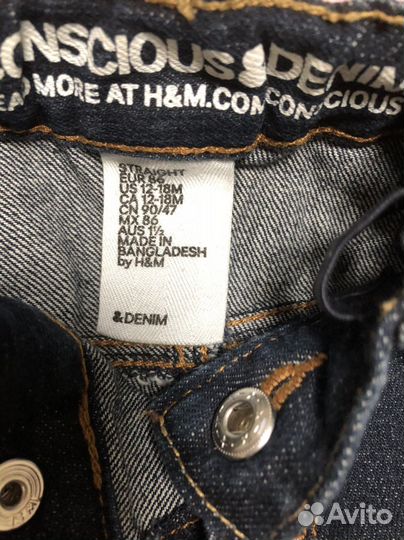 CONSCIOUS & DENIM
MORE AT H&M.COM/CONSCIOUS
STRAIGHT
EUR 86
US 12-18M
CA 12-18M
CN 90/47
MX 86
AUS 1½
MADE IN
BANGLADESH
by H&M
&DENIM
Avito